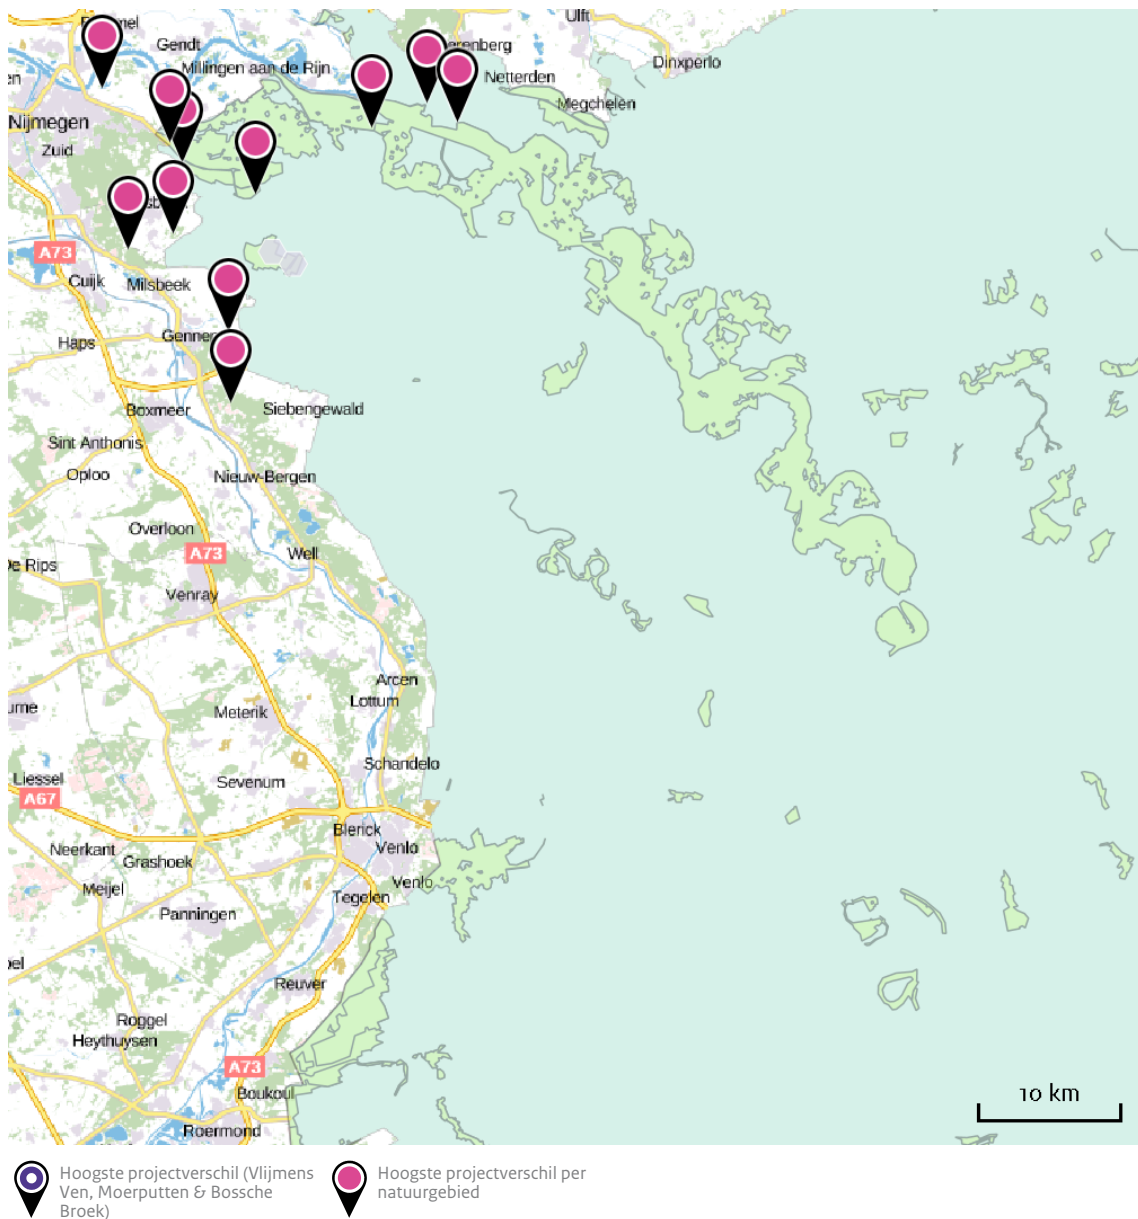 Ulft
Gendt
Dinxperlo
Millingen aan de Rijn
Netterden
Megchelen
Nijmegen
Zuid
A73
Cuijk
Milsbeek
Haps
Boxmeer
Siebengewald
Sint Anthonis
Oploo
Nieuw-Bergen
Overloon
A73
Well
De Rips
Venray
Arcen
Lottum
Meterik
Schandelo
Liessel
Sevenum
A67
Blerick
Neerkant
Venlo
Grashoek
Venlo
Meijel
Tegelen
Panningen
Reuver
Roggel
Heythuysen
A73
Boukoul
10 km
Roermond
Hoogste projectverschil (Vlijmens
Ven, Moerputten & Bossche
Broek)
Hoogste projectverschil per
natuurgebied